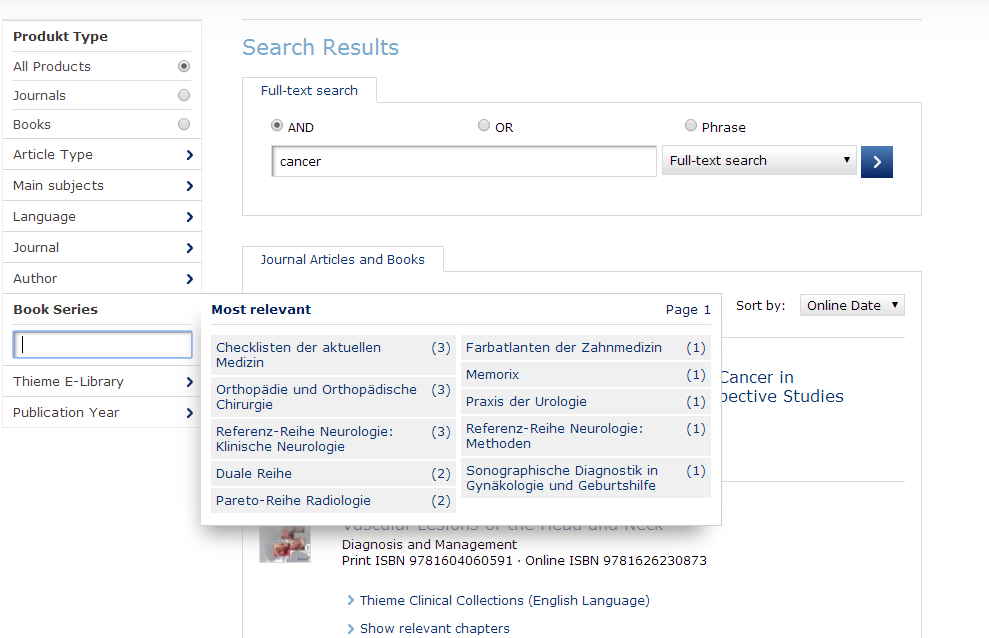 Produkt Type
All Products
Journals
Books
Article Type
Main subjects
Language
Journal
Author
Book Series
Thieme E-Library
Publication Year
Search Results
Full-text search
AND
OR
Phrase
cancer
Full-text search
Journal Articles and Books
Sort by:
Online Date
Most relevant
Page 1
Checklisten der aktuellen
Medizin
(3)
Orthopädie und Orthopädische
Chirurgie
(3)
Referenz-Reihe Neurologie:
Klinische Neurologie
(3)
Duale Reihe
(2)
Pareto-Reihe Radiologie
(2)
Farbatlanten der Zahnmedizin
(1)
Memorix
(1)
Praxis der Urologie
(1)
Referenz-Reihe Neurologie:
Methoden
(1)
Sonographische Diagnostik in
Gynäkologie und Geburtshilfe
(1)
Cancer in
pective Studies
Vascular Lesions of the Head and Neck
Diagnosis and Management
Print ISBN 9781604060591 · Online ISBN 9781626230873
Thieme Clinical Collections (English Language)
Show relevant chapters